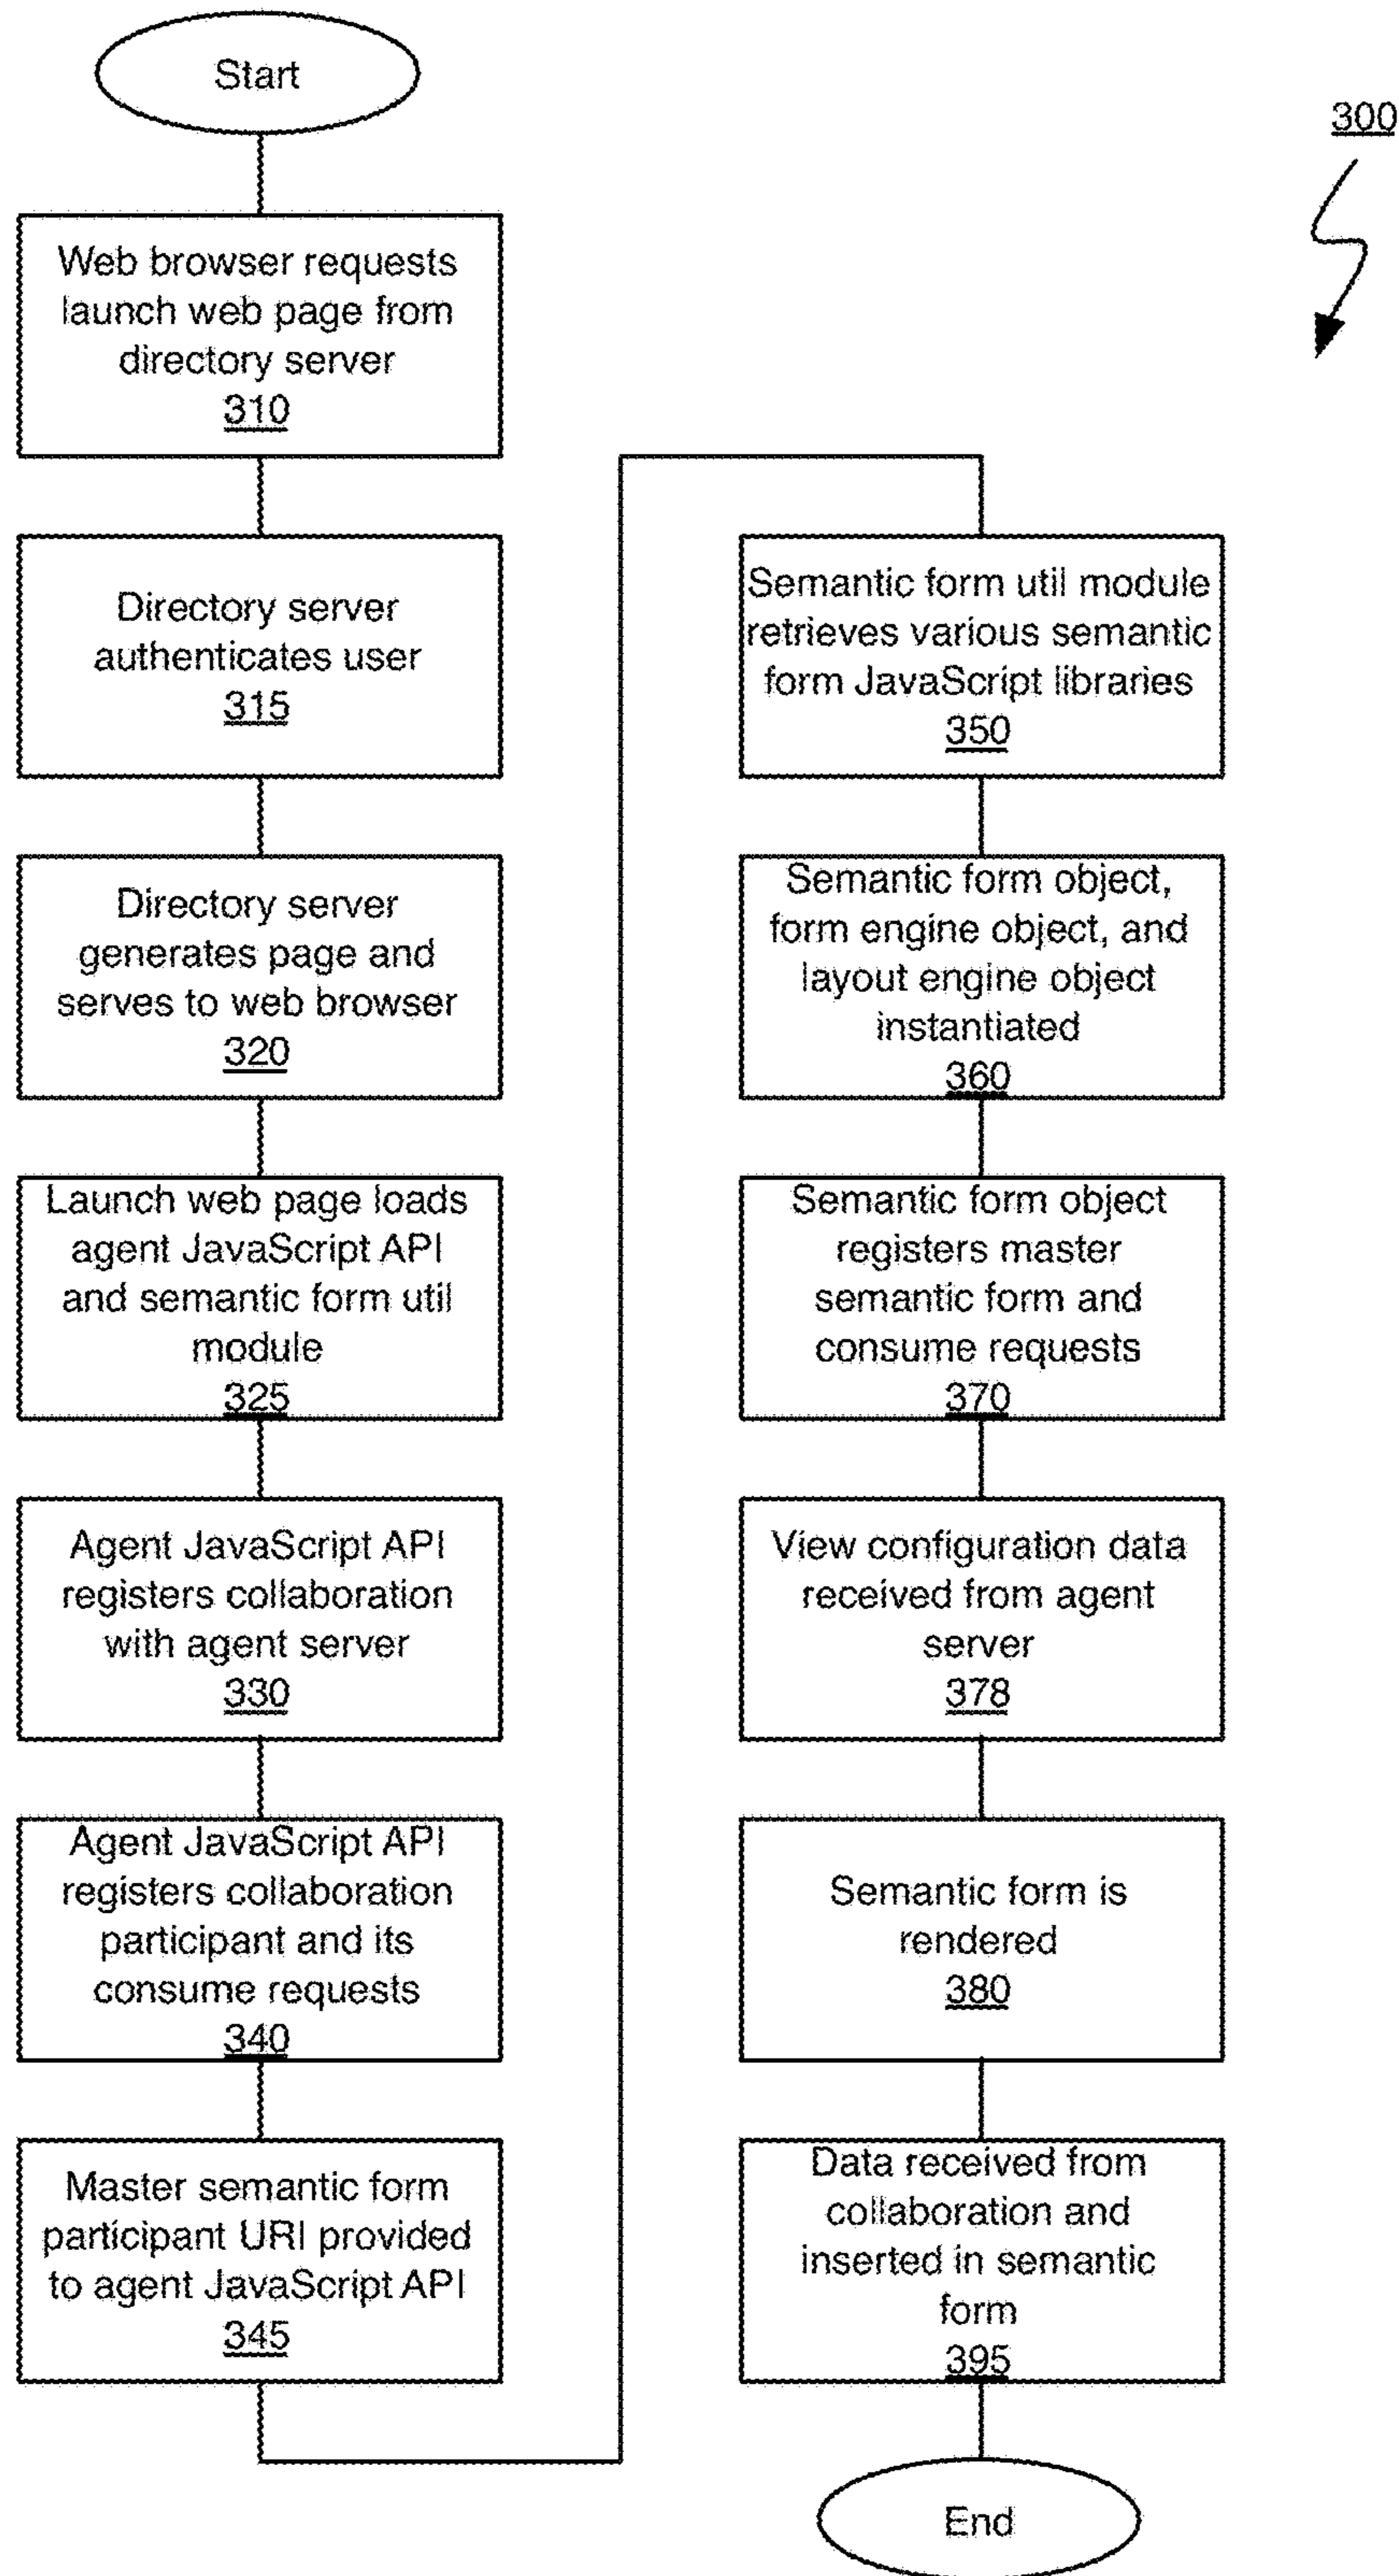 Start
300
Web browser requests
launch web page from
directory server
310
Directory server
authenticates user
315
Directory server
generates page and
serves to web browser
320
Launch web page loads
agent JavaScript API
and semantic form util
module
325
Agent JavaScript API
registers collaboration
with agent server
330
Agent JavaScript API
registers collaboration
participant and its
consume requests
340
Master semantic form
participant URI provided
to agent JavaScript API
345
Semantic form util module
retrieves various semantic
form JavaScript libraries
350
Semantic form object,
form engine object, and
layout engine object
instantiated
360
Semantic form object
registers master
semantic form and
consume requests
370
View configuration data
received from agent
server
378
Semantic form is
rendered
380
Data received from
collaboration and
inserted in semantic
form
395
End